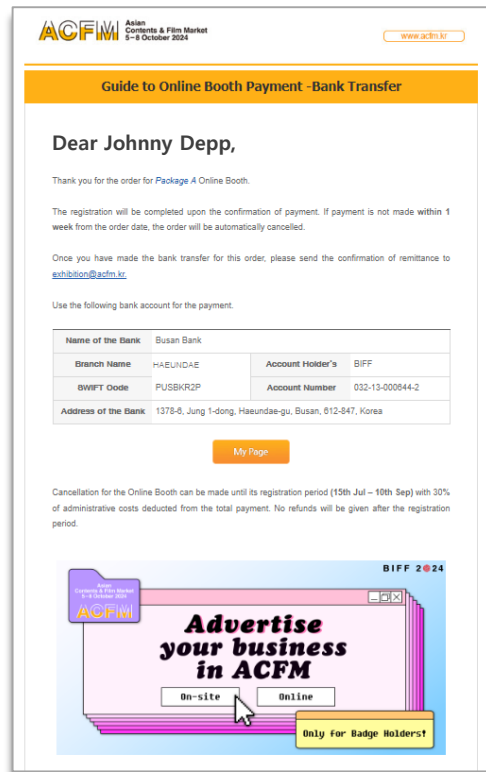 ACFM
Asian
Contents & Film Market
5–8 October 2024
www.acfm.kr
Guide to Online Booth Payment -Bank Transfer
Dear Johnny Depp,
Thank you for the order for Package A Online Booth.
The registration will be completed upon the confirmation of payment. If payment is not made within 1
week from the order date, the order will be automatically cancelled.
Once you have made the bank transfer for this order, please send the confirmation of remittance to
exhibition@acfm.kr.
Use the following bank account for the payment.
Name of the Bank Busan Bank
Branch Name HAEUNDAE Account Holder's BIFF
SWIFT Code PUSBKR2P Account Number 032-13-000644-2
Address of the Bank 1378-6, Jung 1-dong, Haeundae-gu, Busan, 612-847, Korea
My Page
Cancellation for the Online Booth can be made until its registration period (15th Jul – 10th Sep) with 30%
of administrative costs deducted from the total payment. No refunds will be given after the registration
period.
BIFF 2024
Asian
Contents & Film Market
5–8 October 2024
ACFM
Advertise
your business
in ACFM
On-site Online
Only for Badge Holders!